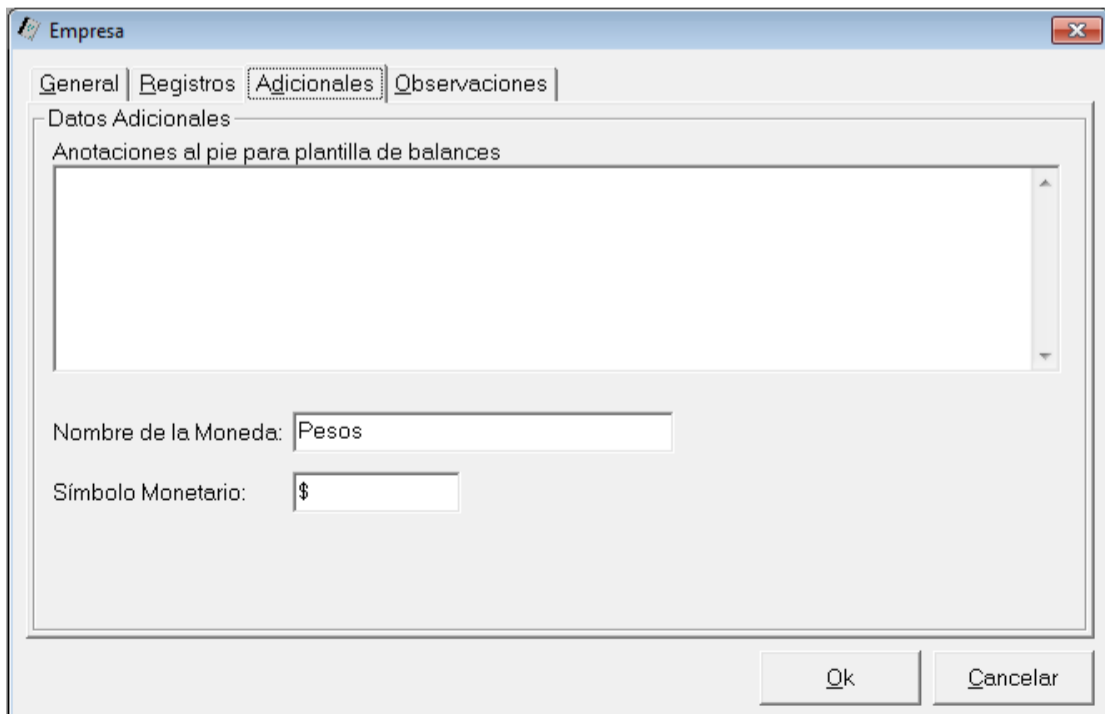 Empresa
General Registros Adicionales Observaciones
Datos Adicionales
Anotaciones al pie para plantilla de balances
Nombre de la Moneda: Pesos
Símbolo Monetario: $
Ok Cancelar